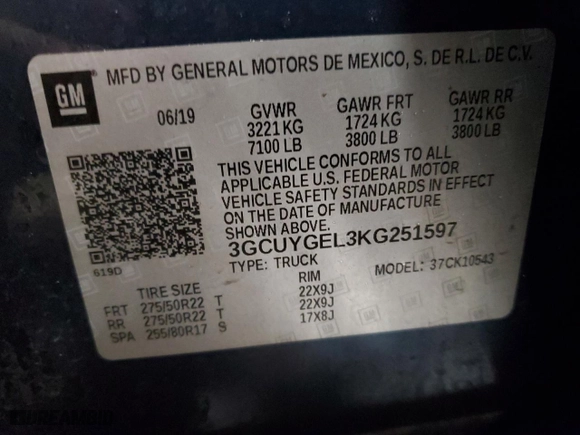 GM
MFD BY GENERAL MOTORS DE MEXICO, S. DE R.L. DE C.V.
06/19 GVWR GAWR FRT GAWR RR
3221 KG 1724 KG 1724 KG
7100 LB 3800 LB 3800 LB
THIS VEHICLE CONFORMS TO ALL
APPLICABLE U.S. FEDERAL MOTOR
VEHICLE SAFETY STANDARDS IN EFFECT
ON THE DATE OF MANUFACTURE
SHOWN ABOVE.
3GCUYGEL3KG251597
619D
TYPE: TRUCK MODEL: 37CK10543
TIRE SIZE RIM
FRT 275/50R22 T 22X9J
RR 275/50R22 T 22X9J
SPA 255/80R17 S 17X8J